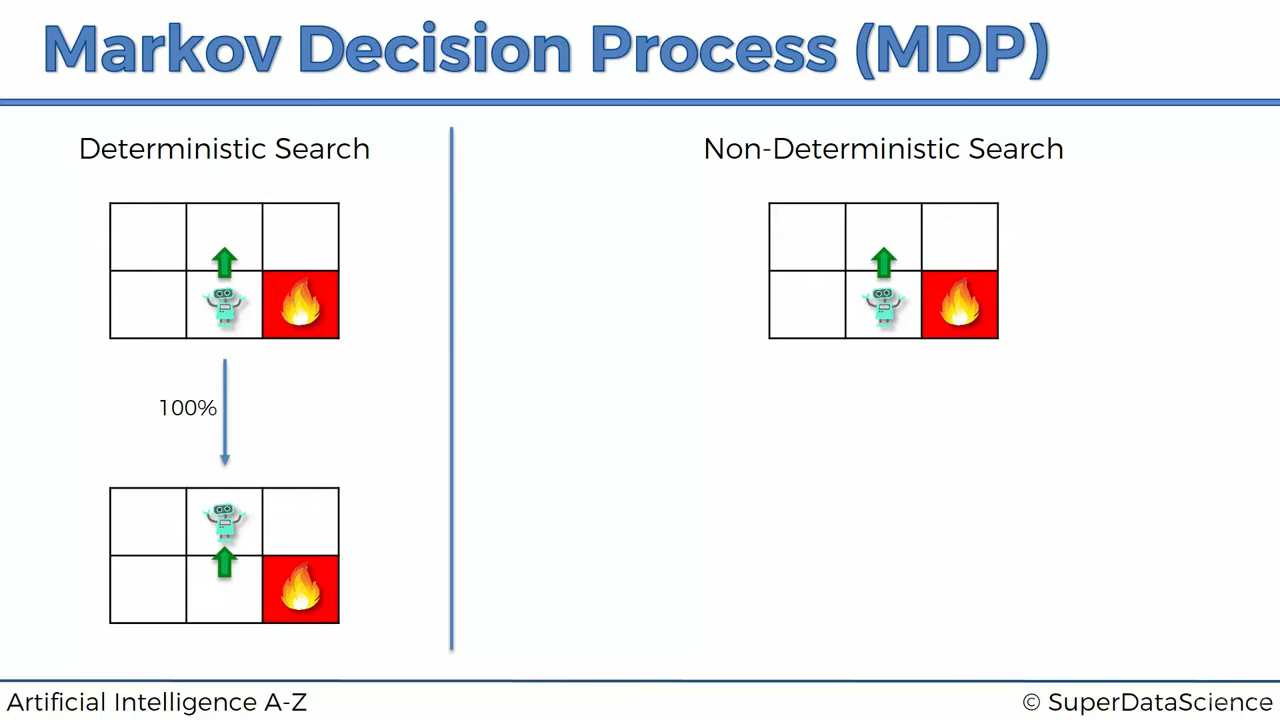 Markov Decision Process (MDP)
Deterministic Search
Non-Deterministic Search
100%
Artificial Intelligence A-Z
© SuperDataScience